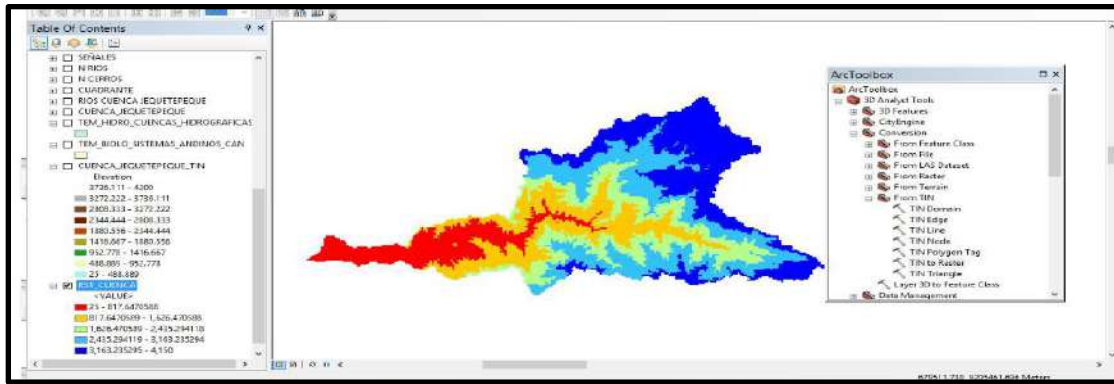 Table Of Contents
SEÑALES
N RIOS
N CERROS
CUADRANTE
RIOS CUENCA JEQUETEPEQUE
CUENCA_JEQUETEPEQUE
TEM_HIDRO_CUENCAS_HIDROGRAFICAS
TEM_BIOLO_SISTEMAS_ANDINOS_CAN
CUENCA_JEQUETEPEQUE_TIN
Elevation
3736.111 - 4200
3272.222 - 3736.111
2808.333 - 3272.222
2344.444 - 2808.333
1880.556 - 2344.444
1416.667 - 1880.556
952.778 - 1416.667
488.889 - 952.778
25 - 488.889
RST_CUENCA
<VALUE>
25 - 817.6470588
817.6470589 - 1,626.470588
1,626.470589 - 2,435.294118
2,435.294119 - 3,163.235294
3,163.235295 - 4,150
ArcToolbox
ArcToolbox
3D Analyst Tools
3D Features
CityEngine
Conversion
From Feature Class
From File
From LAS Dataset
From Raster
From Terrain
From TIN
TIN Domain
TIN Edge
TIN Line
TIN Node
TIN Polygon Tag
TIN to Raster
TIN Triangle
Layer 3D to Feature Class
Data Management
Meters